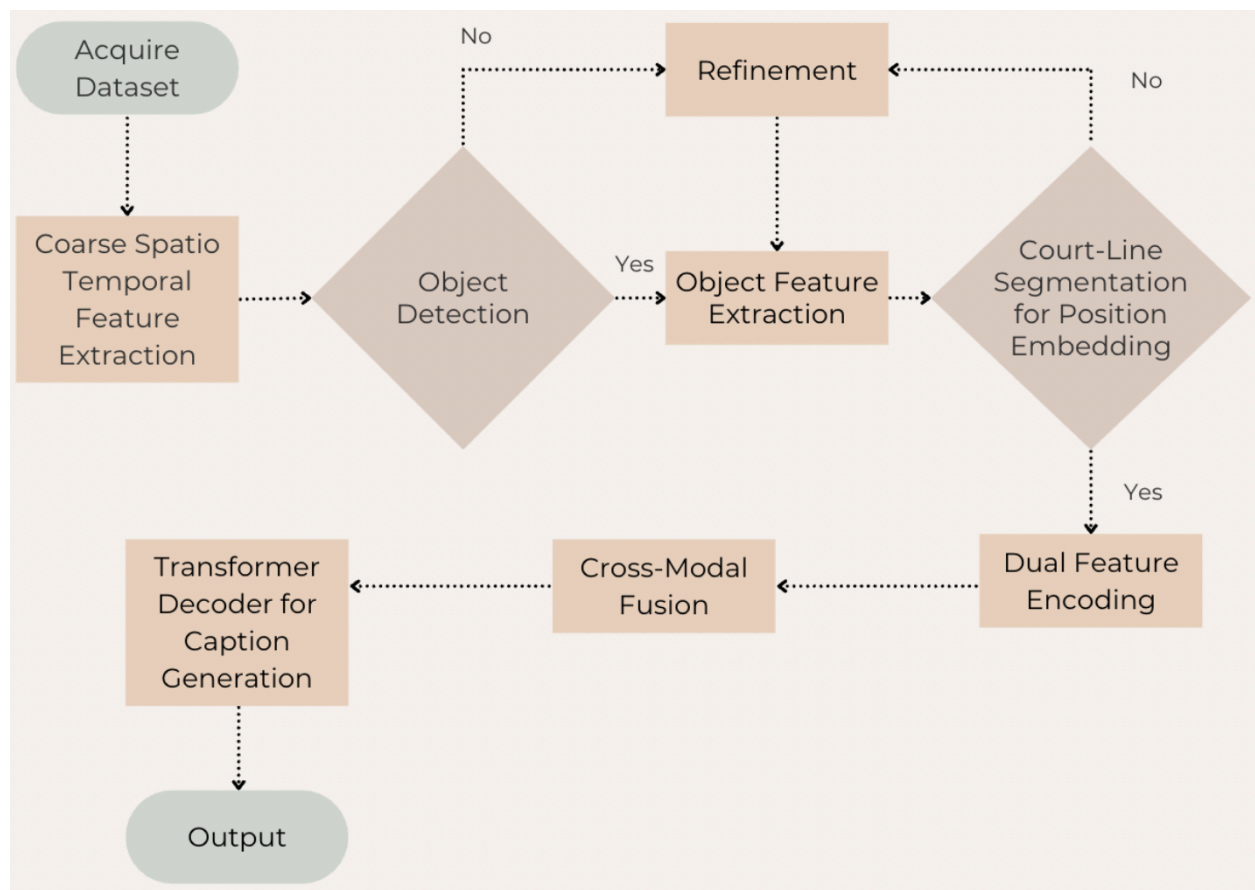 Acquire
Dataset
No
Refinement
No
Coarse Spatio
Temporal
Feature
Extraction
Object
Detection
Yes
Object Feature
Extraction
Court-Line
Segmentation
for Position
Embedding
Yes
Dual Feature
Encoding
Cross-Modal
Fusion
Transformer
Decoder for
Caption
Generation
Output